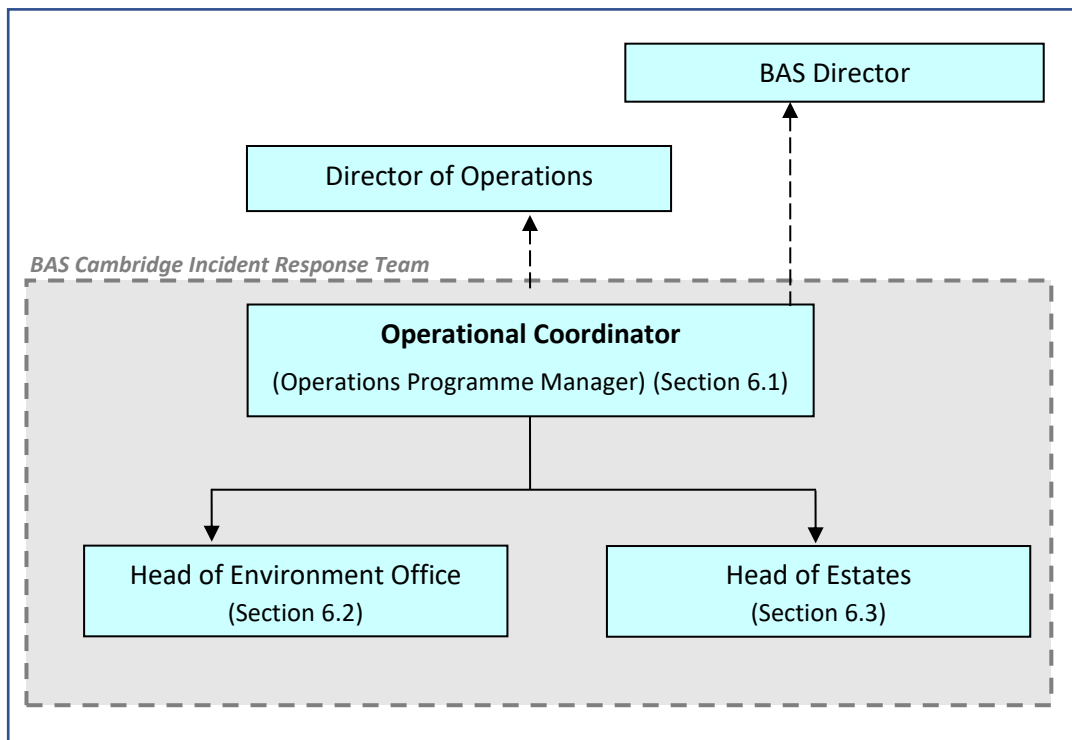 BAS Director
Director of Operations
BAS Cambridge Incident Response Team
Operational Coordinator
(Operations Programme Manager) (Section 6.1)
Head of Environment Office
(Section 6.2)
Head of Estates
(Section 6.3)